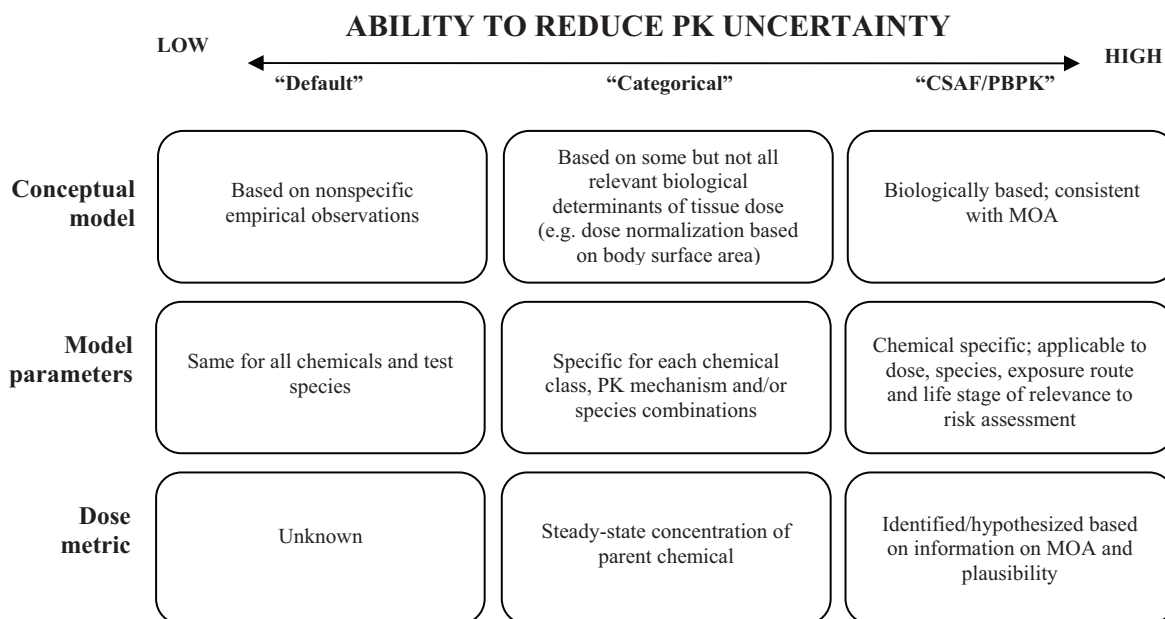 ABILITY TO REDUCE PK UNCERTAINTY
LOW
HIGH
“Default”
“Categorical”
“CSAF/PBPK”
Conceptual
model
Based on nonspecific
empirical observations
Based on some but not all
relevant biological
determinants of tissue dose
(e.g. dose normalization based
on body surface area)
Biologically based; consistent
with MOA
Model
parameters
Same for all chemicals and test
species
Specific for each chemical
class, PK mechanism and/or
species combinations
Chemical specific; applicable to
dose, species, exposure route
and life stage of relevance to
risk assessment
Dose
metric
Unknown
Steady-state concentration of
parent chemical
Identified/hypothesized based
on information on MOA and
plausibility